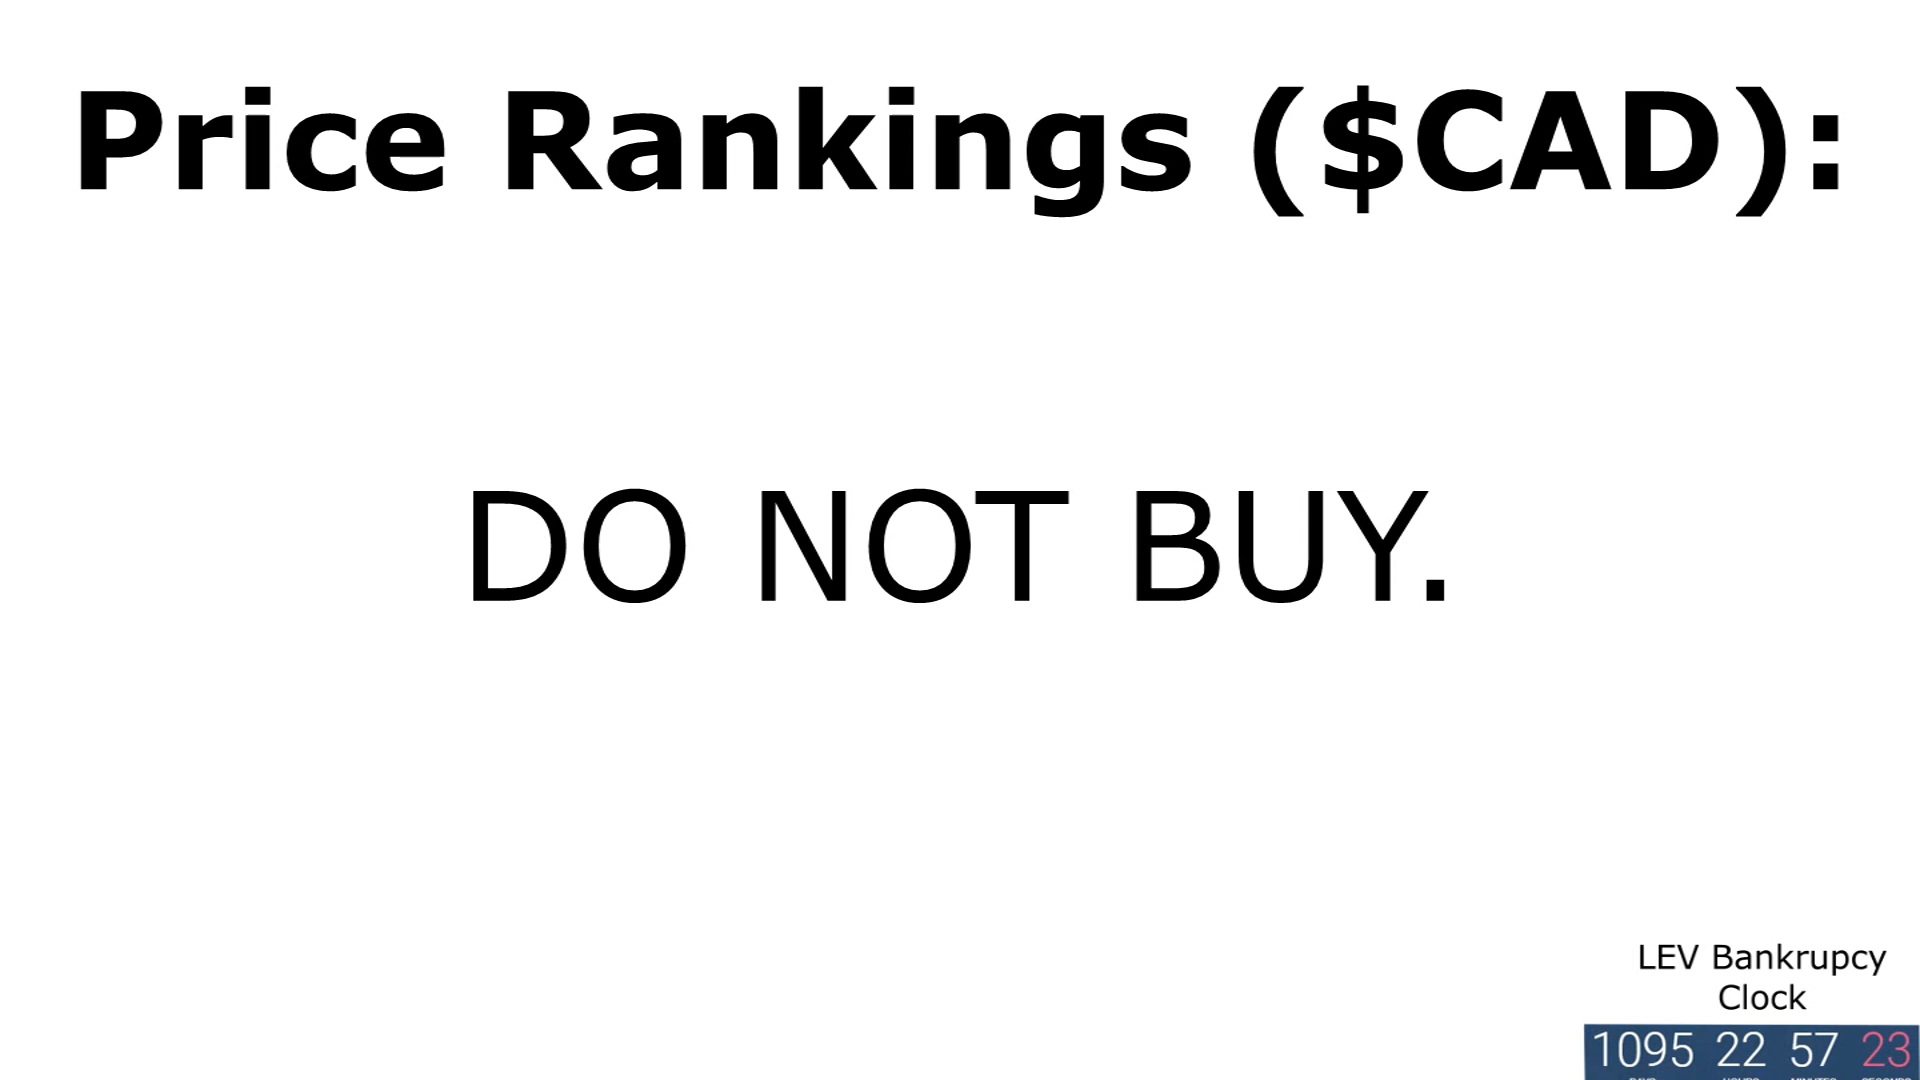 Price Rankings ($CAD):
DO NOT BUY.
LEV Bankrupcy
Clock
1095 22 57 23